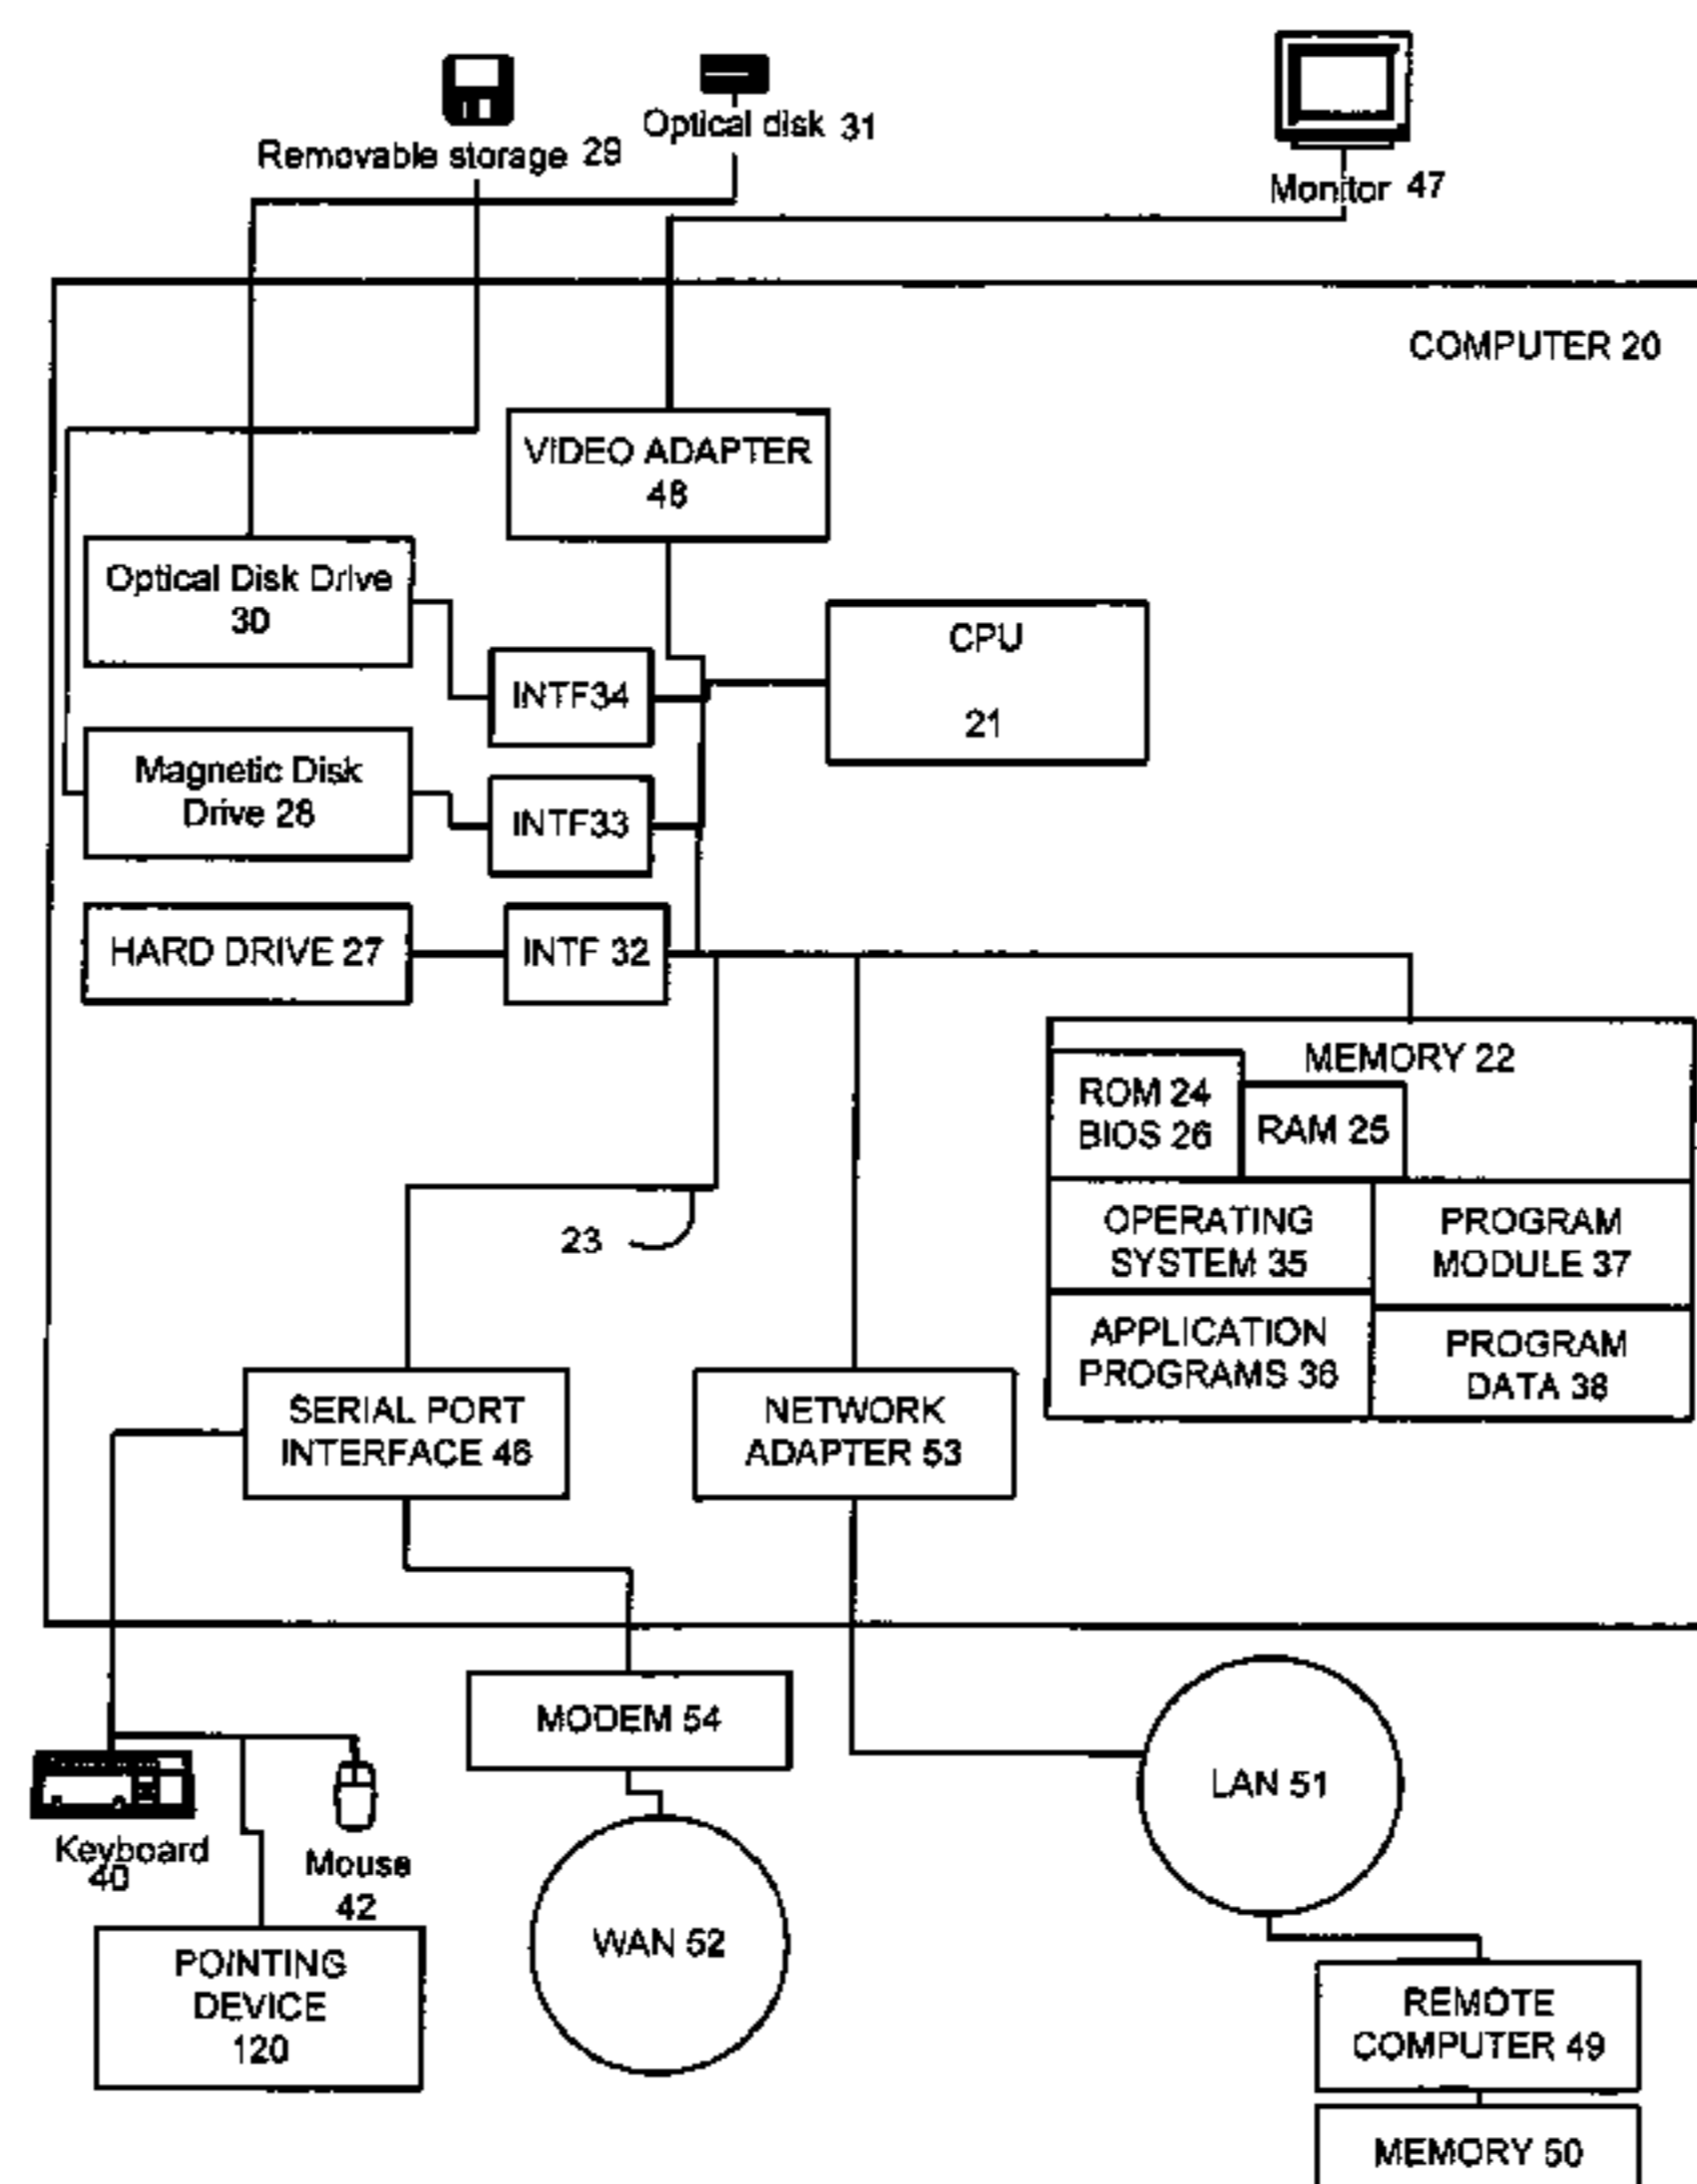 Optical disk 31
Removable storage 29
Monitor 47
COMPUTER 20
VIDEO ADAPTER
48
Optical Disk Drive
30
CPU
21
INTF34
Magnetic Disk
Drive 28
INTF33
HARD DRIVE 27
INTF 32
MEMORY 22
ROM 24
BIOS 26
RAM 25
OPERATING
SYSTEM 35
PROGRAM
MODULE 37
23
APPLICATION
PROGRAMS 36
PROGRAM
DATA 38
SERIAL PORT
INTERFACE 46
NETWORK
ADAPTER 53
MODEM 54
LAN 51
Keyboard
40
Mouse
42
WAN 52
POINTING
DEVICE
120
REMOTE
COMPUTER 49
MEMORY 50